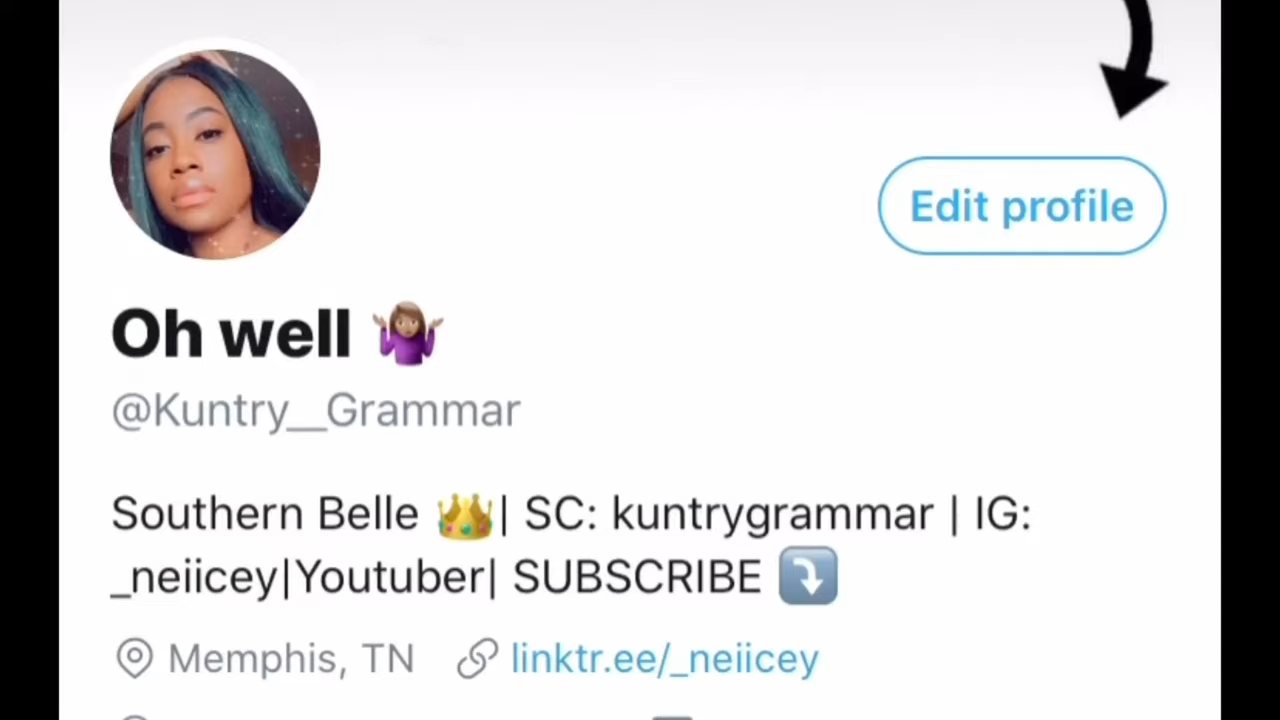 Edit profile
Oh well 🤷🏽‍♀️
@Kuntry__Grammar
Southern Belle 👑| SC: kuntrygrammar | IG:
_neiicey|Youtuber| SUBSCRIBE ⤵️
Memphis, TN linktr.ee/_neiicey